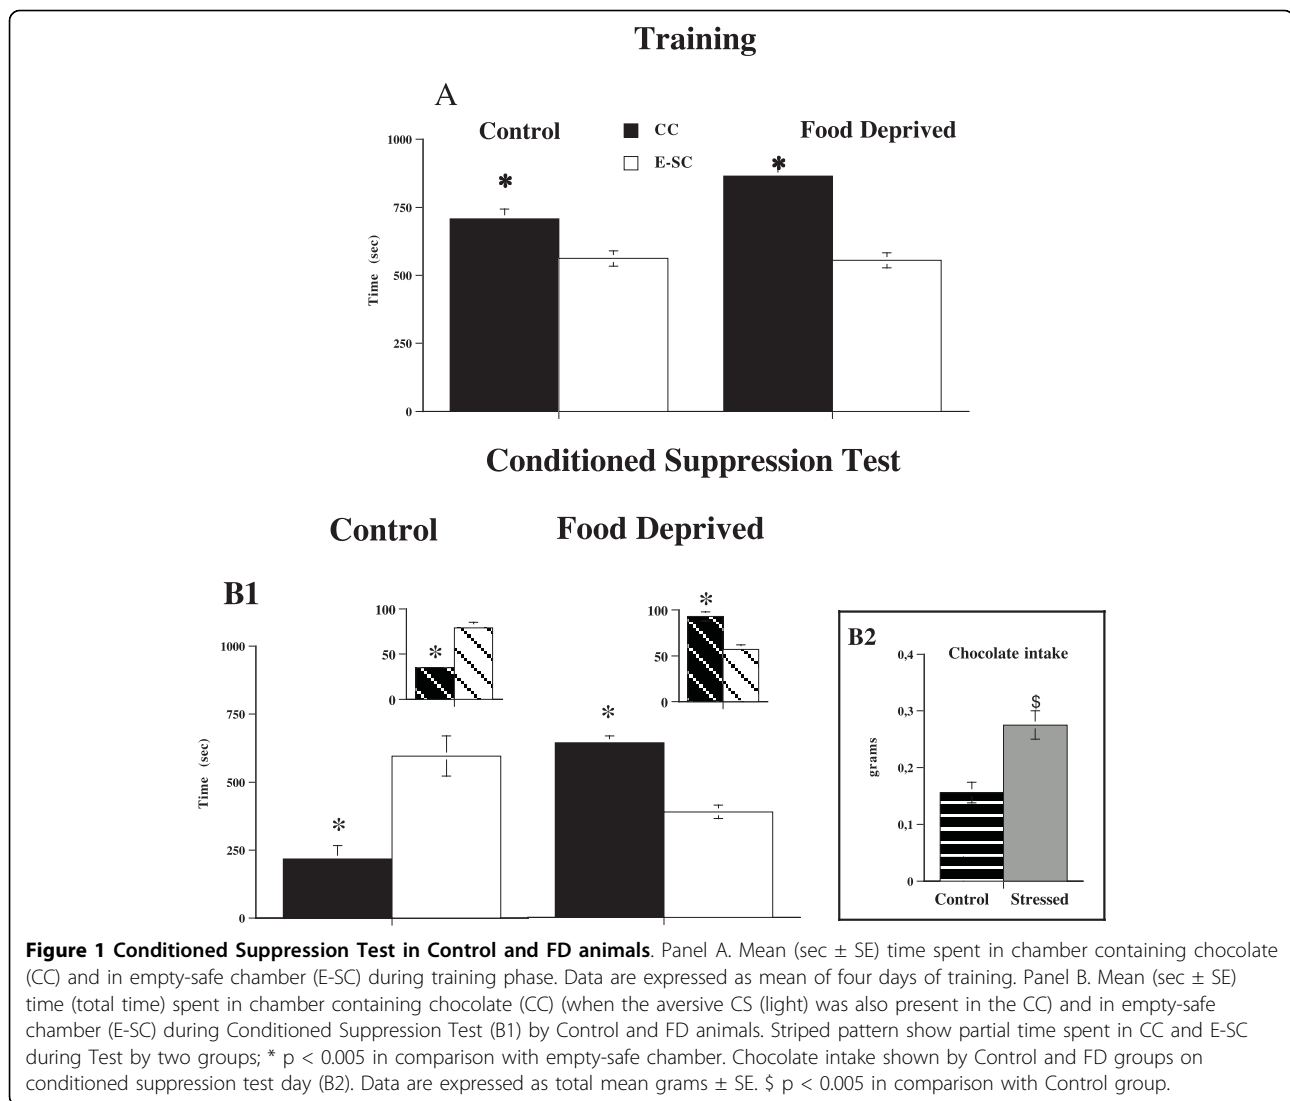 Training
A
Control
CC
Food Deprived
E-SC
1000
750
500
250
0
Time (sec)
*
*
Conditioned Suppression Test
Control
Food Deprived
B1
1000
750
500
250
0
Time (sec)
*
*
100
50
0
*
100
50
0
*
B2
Chocolate intake
0,4
0,3
0,2
0,1
0
grams
$
Control Stressed
Figure 1 Conditioned Suppression Test in Control and FD animals. Panel A. Mean (sec ± SE) time spent in chamber containing chocolate
(CC) and in empty-safe chamber (E-SC) during training phase. Data are expressed as mean of four days of training. Panel B. Mean (sec ± SE)
time (total time) spent in chamber containing chocolate (CC) (when the aversive CS (light) was also present in the CC) and in empty-safe
chamber (E-SC) during Conditioned Suppression Test (B1) by Control and FD animals. Striped pattern show partial time spent in CC and E-SC
during Test by two groups; * p < 0.005 in comparison with empty-safe chamber. Chocolate intake shown by Control and FD groups on
conditioned suppression test day (B2). Data are expressed as total mean grams ± SE. $ p < 0.005 in comparison with Control group.